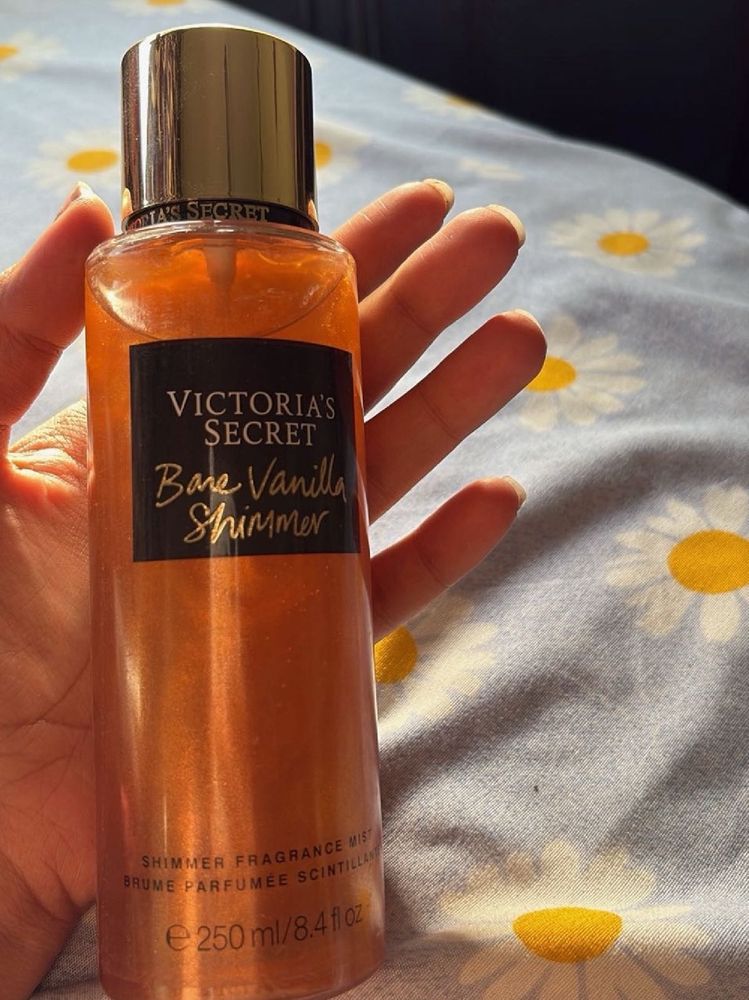 VICTORIA'S SECRET
VICTORIA'S
SECRET
Bare Vanilla
Shimmer
SHIMMER FRAGRANCE MIST
BRUME PARFUMÉE SCINTILLANTE
℮ 250 ml/8.4 fl oz